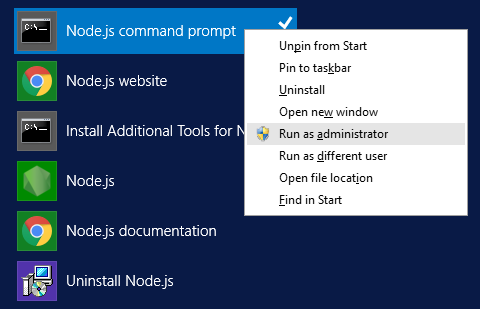 Node.js command prompt
Node.js website
Install Additional Tools for N
Node.js
Node.js documentation
Uninstall Node.js
Unpin from Start
Pin to taskbar
Uninstall
Open new window
Run as administrator
Run as different user
Open file location
Find in Start